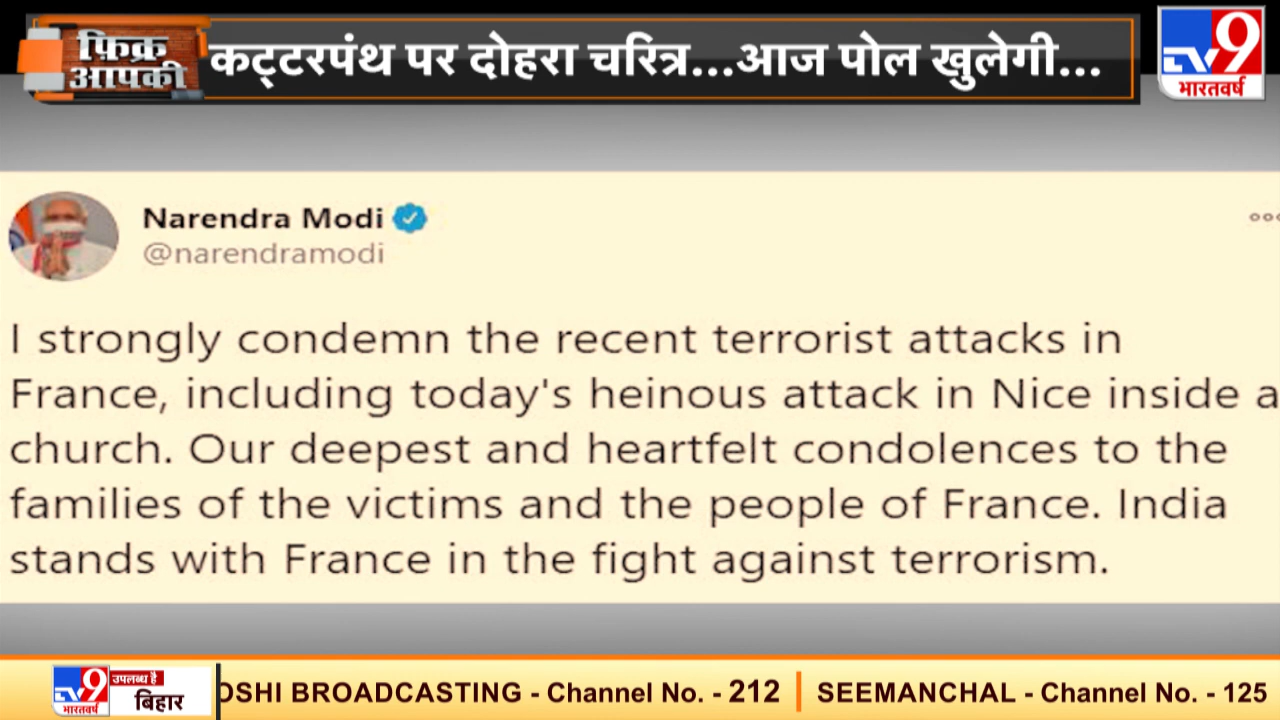 फिक्र
आपकी
कट्टरपंथ पर दोहरा चरित्र...आज पोल खुलेगी...
TV9
भारतवर्ष
Narendra Modi
@narendramodi
I strongly condemn the recent terrorist attacks in
France, including today's heinous attack in Nice inside a
church. Our deepest and heartfelt condolences to the
families of the victims and the people of France. India
stands with France in the fight against terrorism.
TV9
भारतवर्ष
उपलब्ध है
बिहार
OSHI BROADCASTING - Channel No. - 212 | SEEMANCHAL - Channel No. - 125